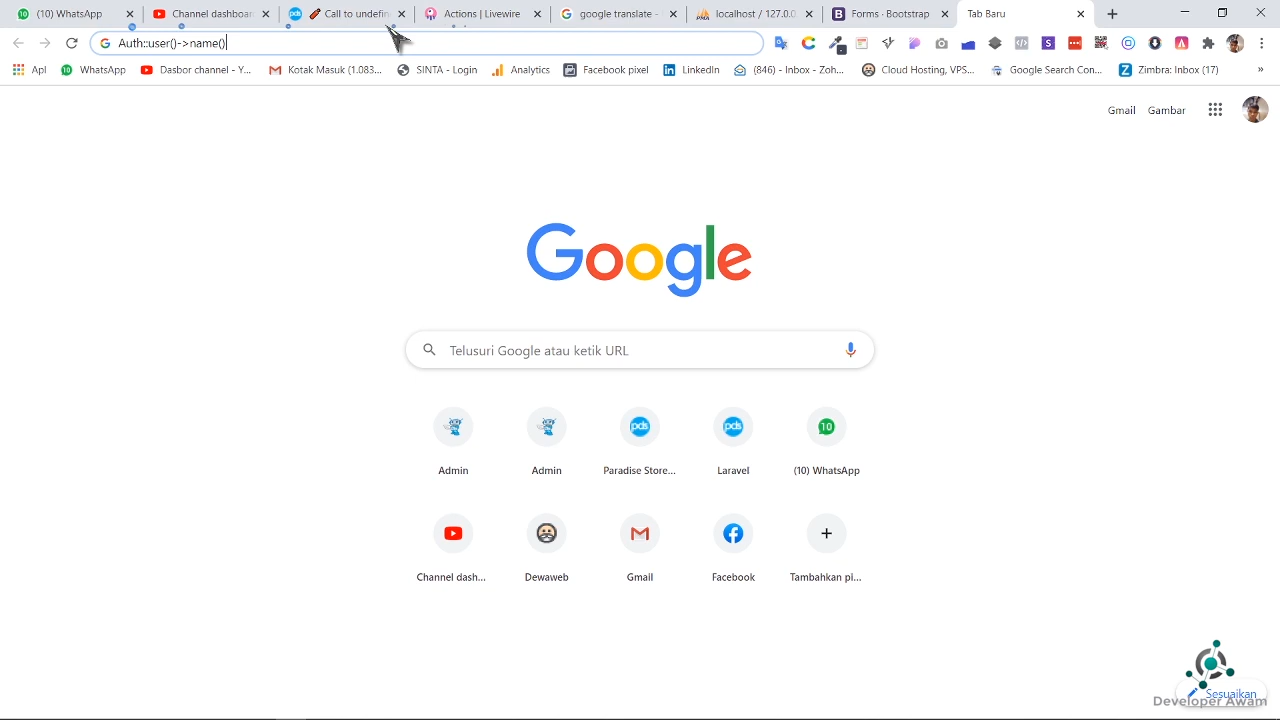 (10) WhatsApp
Channel dashboar
Call to undefin
Actions | Livewire
google translate -
localhost / 127.0.
Forms · Bootstrap
Tab Baru
Auth::user()->name()
Apl
WhatsApp
Dasbor channel - Y...
Kotak Masuk (1.083...
SINTA - Login
Analytics
Facebook pixel
LinkedIn
(846) - Inbox - Zoh...
Cloud Hosting, VPS...
Google Search Con...
Zimbra: Inbox (17)
»
Gmail
Gambar
Google
Telusuri Google atau ketik URL
Admin
Admin
pds
Paradise Store...
pds
Laravel
10
(10) WhatsApp
Channel dash...
Dewaweb
Gmail
Facebook
Tambahkan pi...
Sesuaikan
Developer Awam